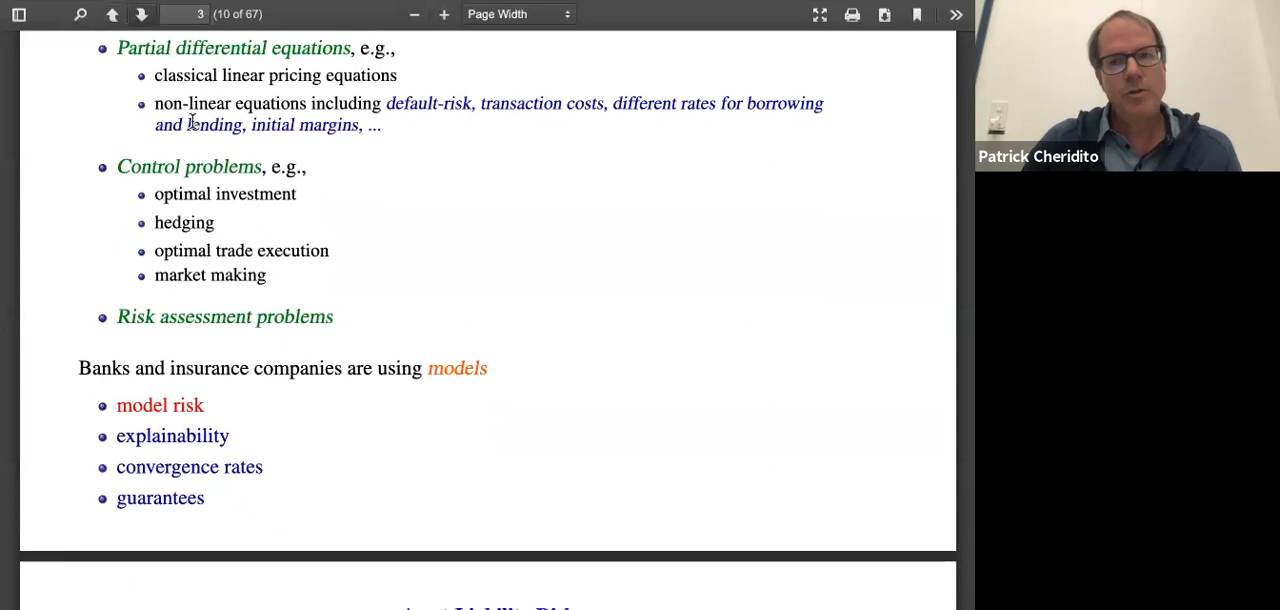 3 (10 of 67) Page Width
Partial differential equations, e.g.,
classical linear pricing equations
non-linear equations including default-risk, transaction costs, different rates for borrowing
and lending, initial margins, ...
Control problems, e.g.,
optimal investment
hedging
optimal trade execution
market making
Risk assessment problems
Banks and insurance companies are using models
model risk
explainability
convergence rates
guarantees
Patrick Cheridito